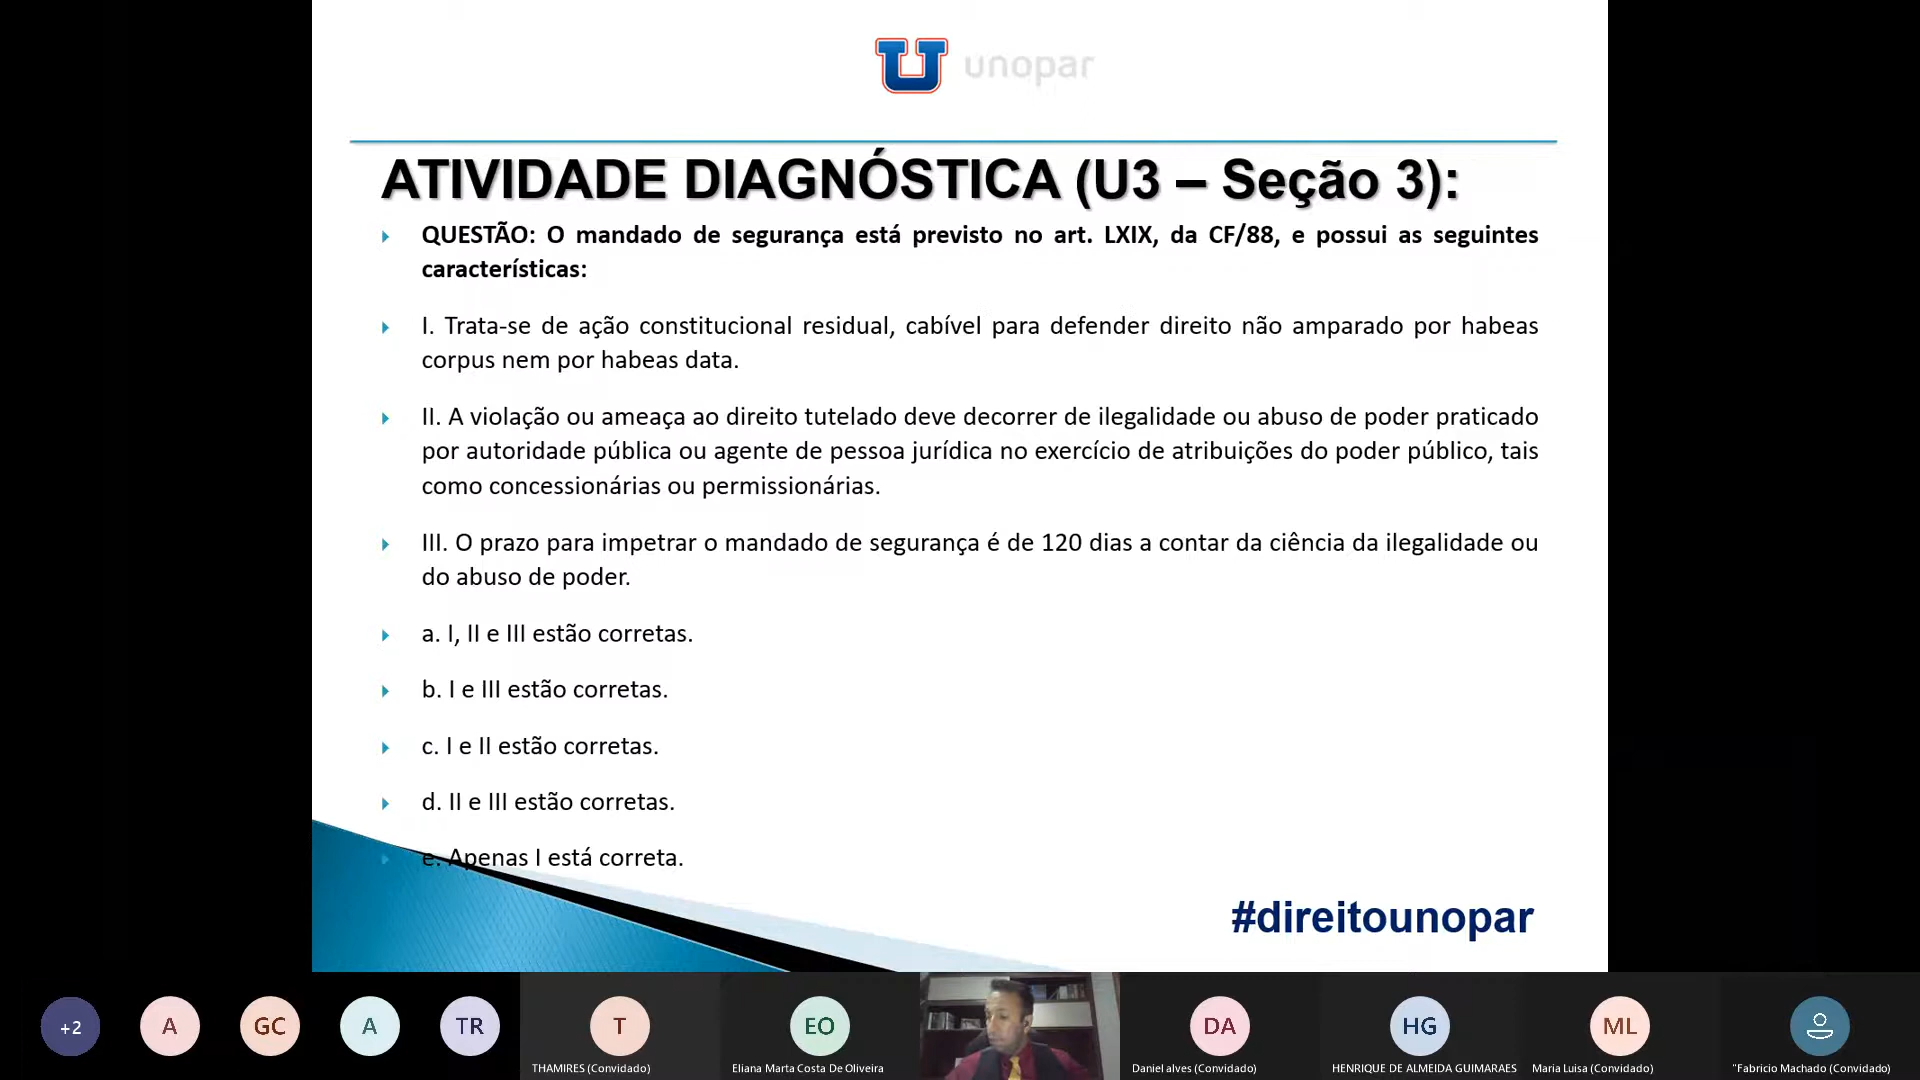 unopar
ATIVIDADE DIAGNÓSTICA (U3 – Seção 3):
QUESTÃO: O mandado de segurança está previsto no art. LXIX, da CF/88, e possui as seguintes
características:
I. Trata-se de ação constitucional residual, cabível para defender direito não amparado por habeas
corpus nem por habeas data.
II. A violação ou ameaça ao direito tutelado deve decorrer de ilegalidade ou abuso de poder praticado
por autoridade pública ou agente de pessoa jurídica no exercício de atribuições do poder público, tais
como concessionárias ou permissionárias.
III. O prazo para impetrar o mandado de segurança é de 120 dias a contar da ciência da ilegalidade ou
do abuso de poder.
a. I, II e III estão corretas.
b. I e III estão corretas.
c. I e II estão corretas.
d. II e III estão corretas.
e. Apenas I está correta.
#direitounopar
+2 A GC A TR T EO DA HG ML
THAMIRES (Convidado) Eliana Marta Costa De Oliveira Daniel alves (Convidado) HENRIQUE DE ALMEIDA GUIMARAES Maria Luisa (Convidado) "Fabricio Machado (Convidado)